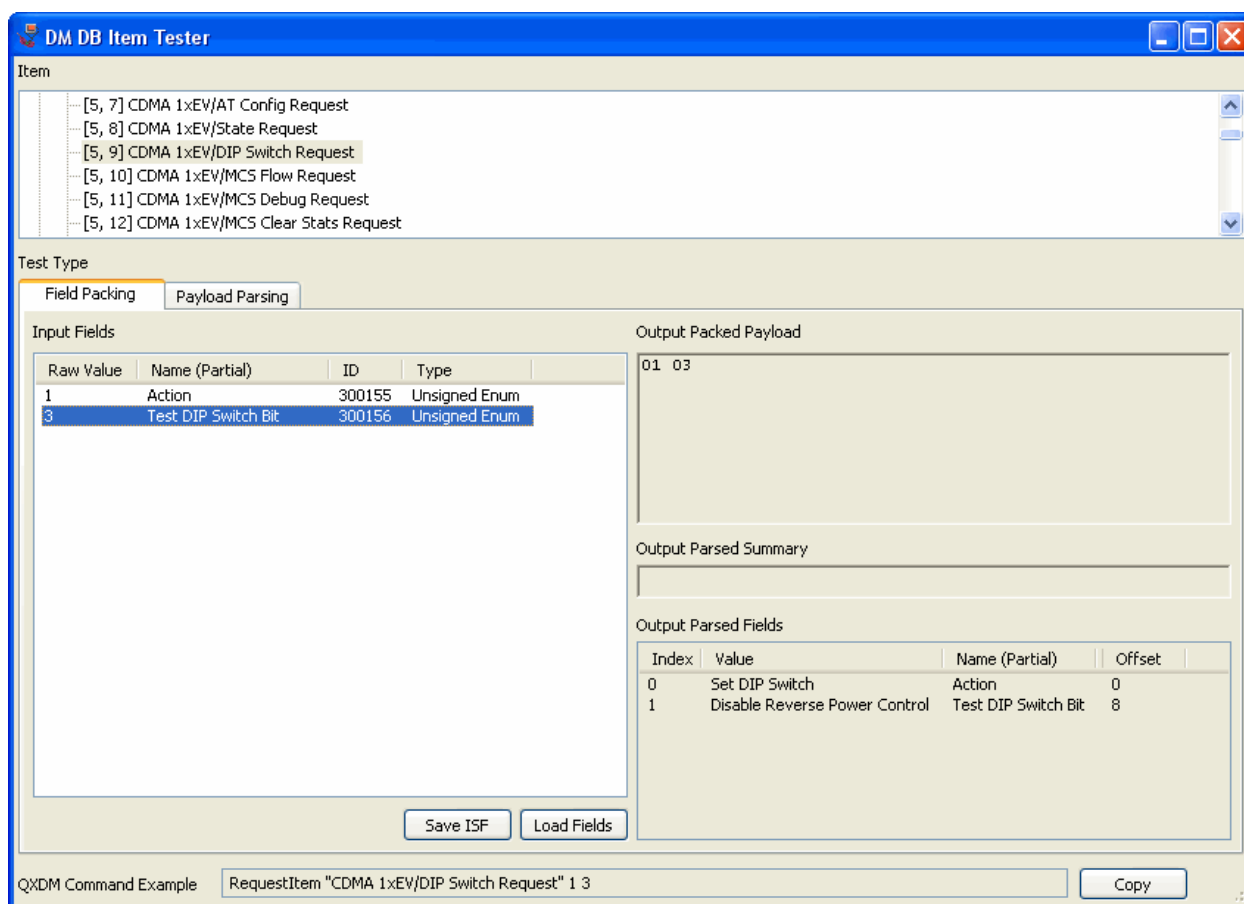 DM DB Item Tester
Item
[5, 7] CDMA 1xEV/AT Config Request
[5, 8] CDMA 1xEV/State Request
[5, 9] CDMA 1xEV/DIP Switch Request
[5, 10] CDMA 1xEV/MCS Flow Request
[5, 11] CDMA 1xEV/MCS Debug Request
[5, 12] CDMA 1xEV/MCS Clear Stats Request
Test Type
Field Packing Payload Parsing
Input Fields
Raw Value Name (Partial) ID Type
1 Action 300155 Unsigned Enum
3 Test DIP Switch Bit 300156 Unsigned Enum
Save ISF Load Fields
Output Packed Payload
01 03
Output Parsed Summary
Output Parsed Fields
Index Value Name (Partial) Offset
0 Set DIP Switch Action 0
1 Disable Reverse Power Control Test DIP Switch Bit 8
QXDM Command Example RequestItem "CDMA 1xEV/DIP Switch Request" 1 3 Copy